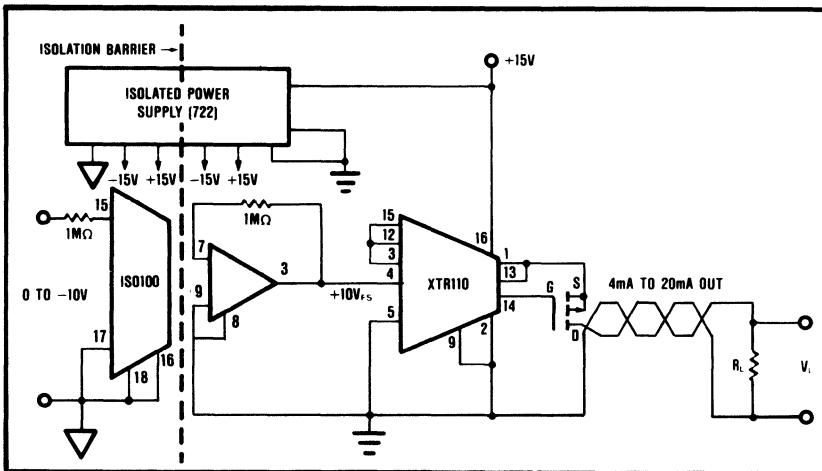 ISOLATION BARRIER
+15V
ISOLATED POWER
SUPPLY (722)
−15V +15V −15V +15V
15
1MΩ
ISO100
0 TO −10V
17
18
16
1MΩ
7
3
9
8
+10V FS
15
12
3
4
5
XTR110
16
1
13
14
2
9
G
S
D
4mA TO 20mA OUT
RL